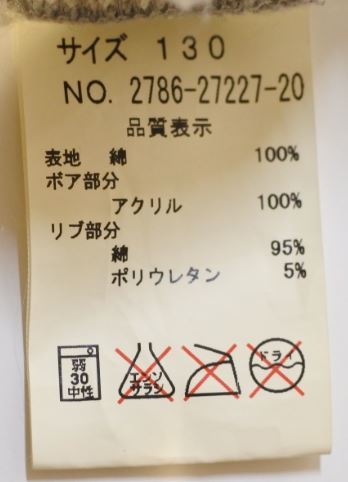 サイズ 130
NO. 2786-27227-20
品質表示
表地 綿 100%
ボア部分
アクリル 100%
リブ部分
綿 95%
ポリウレタン 5%
弱
30
中性
エンソ
サラシ
ドライ